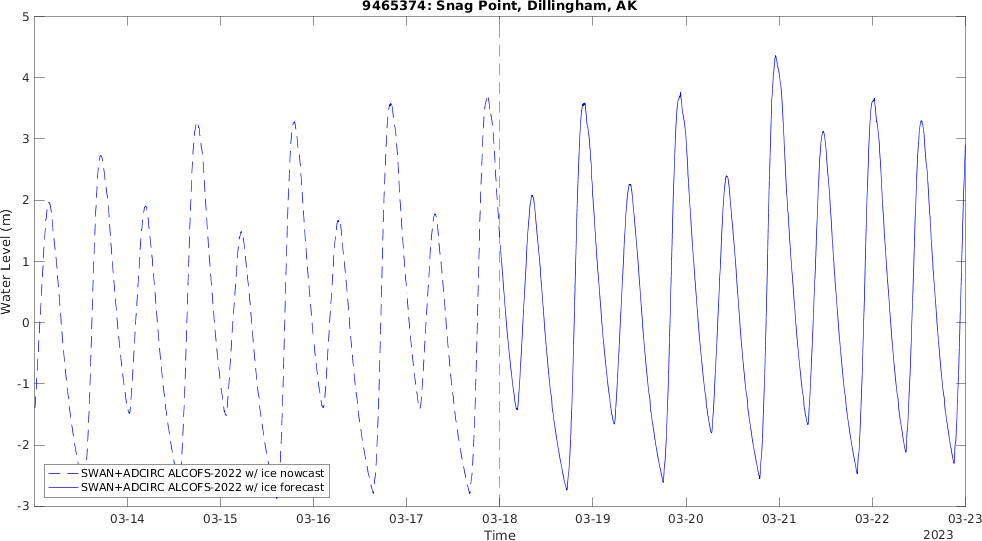 9465374: Snag Point, Dillingham, AK
5
4
3
2
1
0
-1
-2
-3
Water Level (m)
SWAN+ADCIRC ALCOFS-2022 w/ ice nowcast
SWAN+ADCIRC ALCOFS-2022 w/ ice forecast
03-14 03-15 03-16 03-17 03-18 03-19 03-20 03-21 03-22 03-23
Time
2023